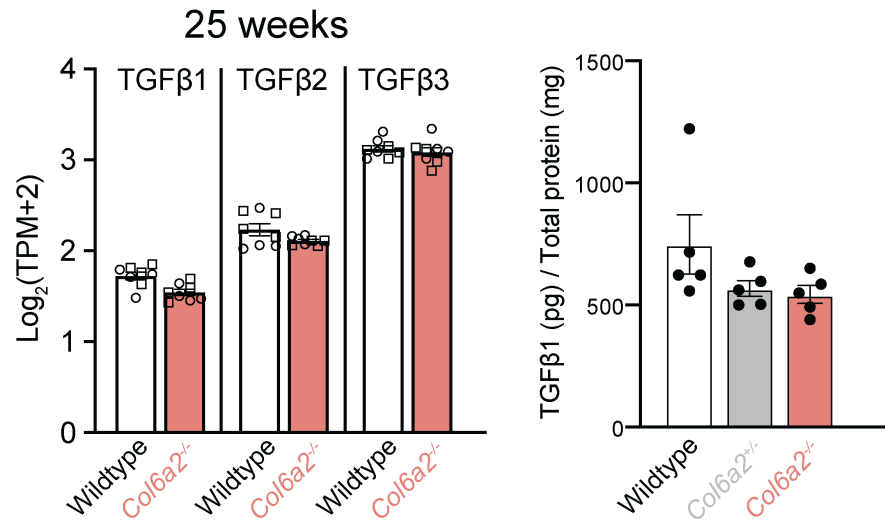 25 weeks
TGFβ1
TGFβ2
TGFβ3
Log2(TPM+2)
4
3
2
1
0
Wildtype
Col6a2-/-
Wildtype
Col6a2-/-
Wildtype
Col6a2-/-
TGFβ1 (pg) / Total protein (mg)
1500
1000
500
0
Wildtype
Col6a2+/-
Col6a2-/-